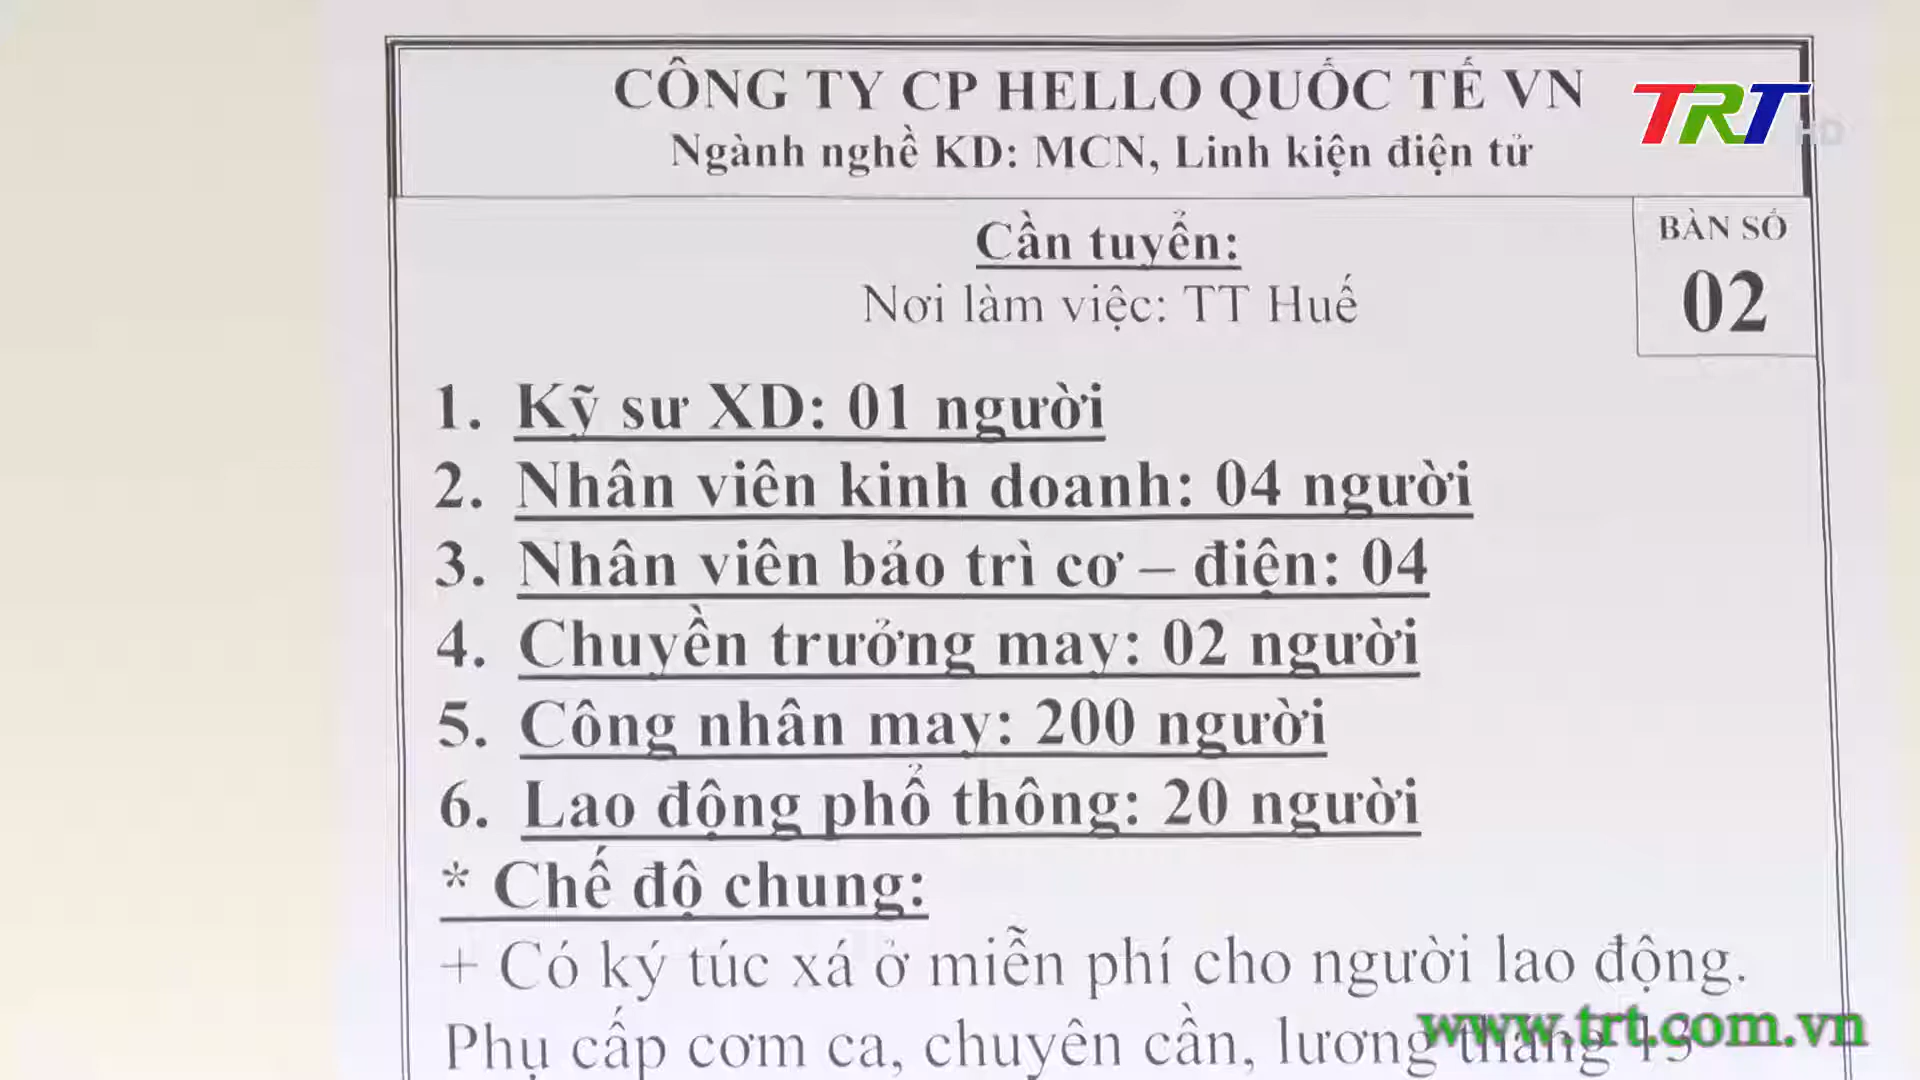 CÔNG TY CP HELLO QUỐC TẾ VN
Ngành nghề KD: MCN, Linh kiện điện tử
TRT HD
Cần tuyển:
Nơi làm việc: TT Huế
BÀN SỐ
02
1. Kỹ sư XD: 01 người
2. Nhân viên kinh doanh: 04 người
3. Nhân viên bảo trì cơ – điện: 04
4. Chuyền trưởng may: 02 người
5. Công nhân may: 200 người
6. Lao động phổ thông: 20 người
* Chế độ chung:
+ Có ký túc xá ở miễn phí cho người lao động.
Phụ cấp cơm ca, chuyên cần, lương tháng 13
www.trt.com.vn